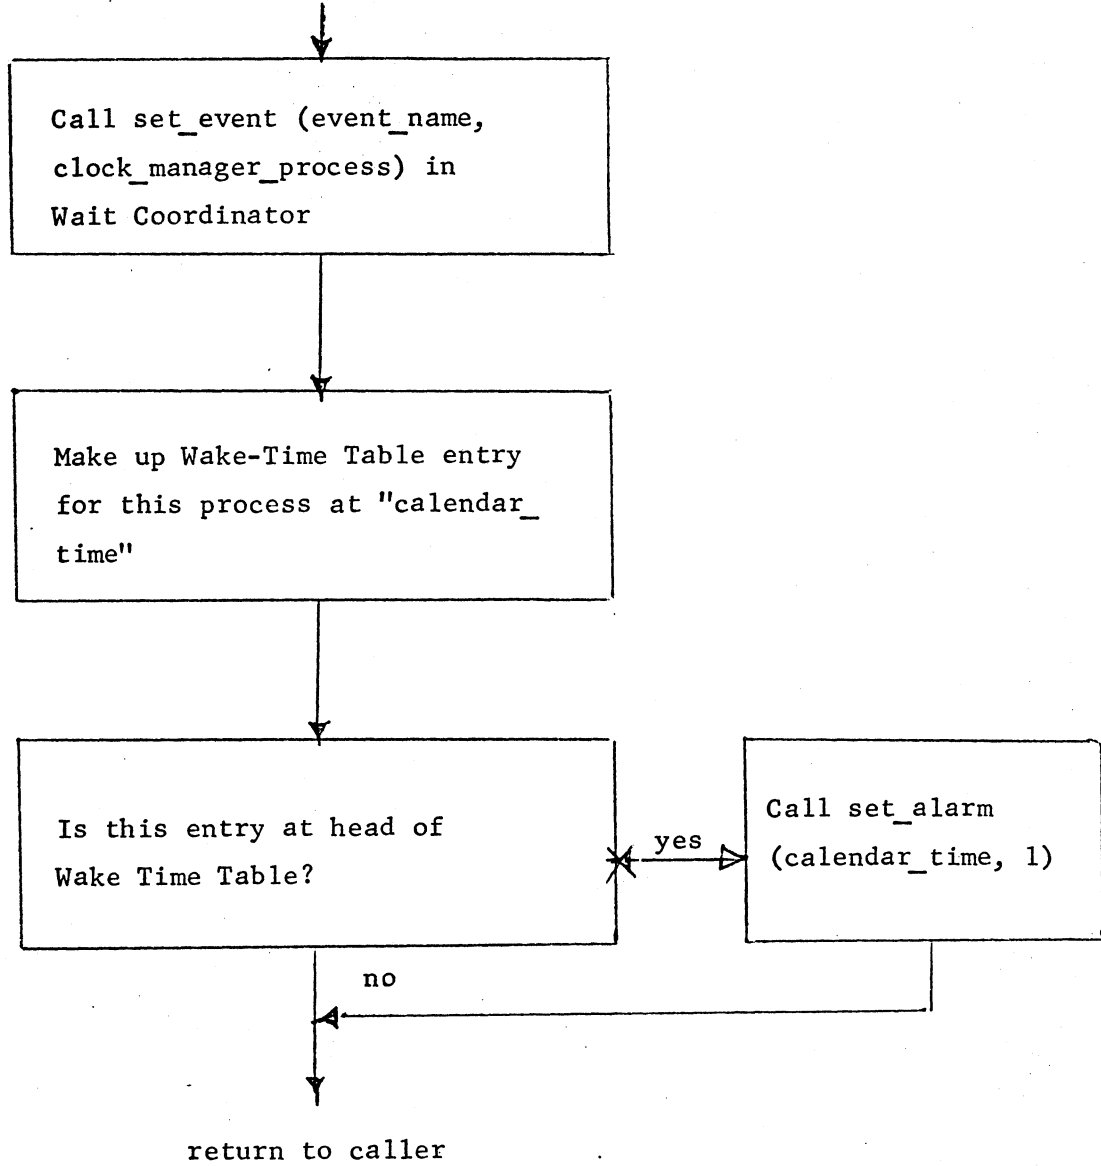 Call set_event (event_name,
clock_manager_process) in
Wait Coordinator
Make up Wake-Time Table entry
for this process at "calendar_
time"
Is this entry at head of
Wake Time Table?
yes
Call set_alarm
(calendar_time, 1)
no
return to caller